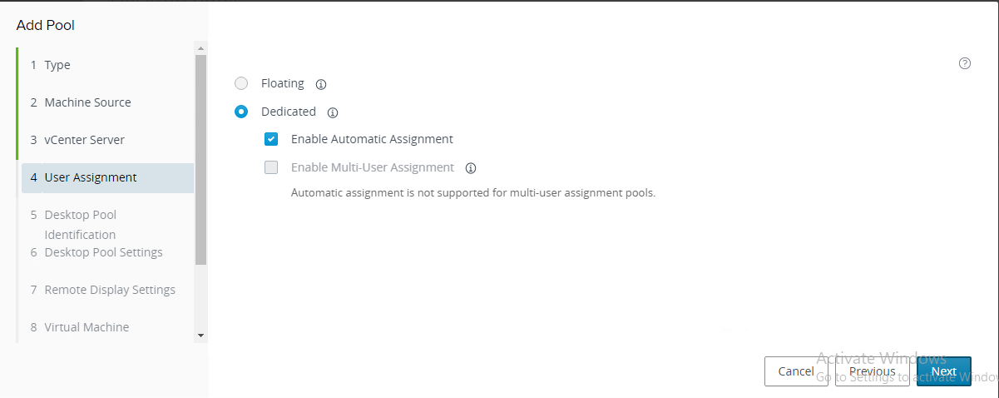 Add Pool
1 Type
2 Machine Source
3 vCenter Server
4 User Assignment
5 Desktop Pool
Identification
6 Desktop Pool Settings
7 Remote Display Settings
8 Virtual Machine
Floating
Dedicated
Enable Automatic Assignment
Enable Multi-User Assignment
Automatic assignment is not supported for multi-user assignment pools.
Activate Windows
Go to Settings to activate Windows
Cancel
Previous
Next